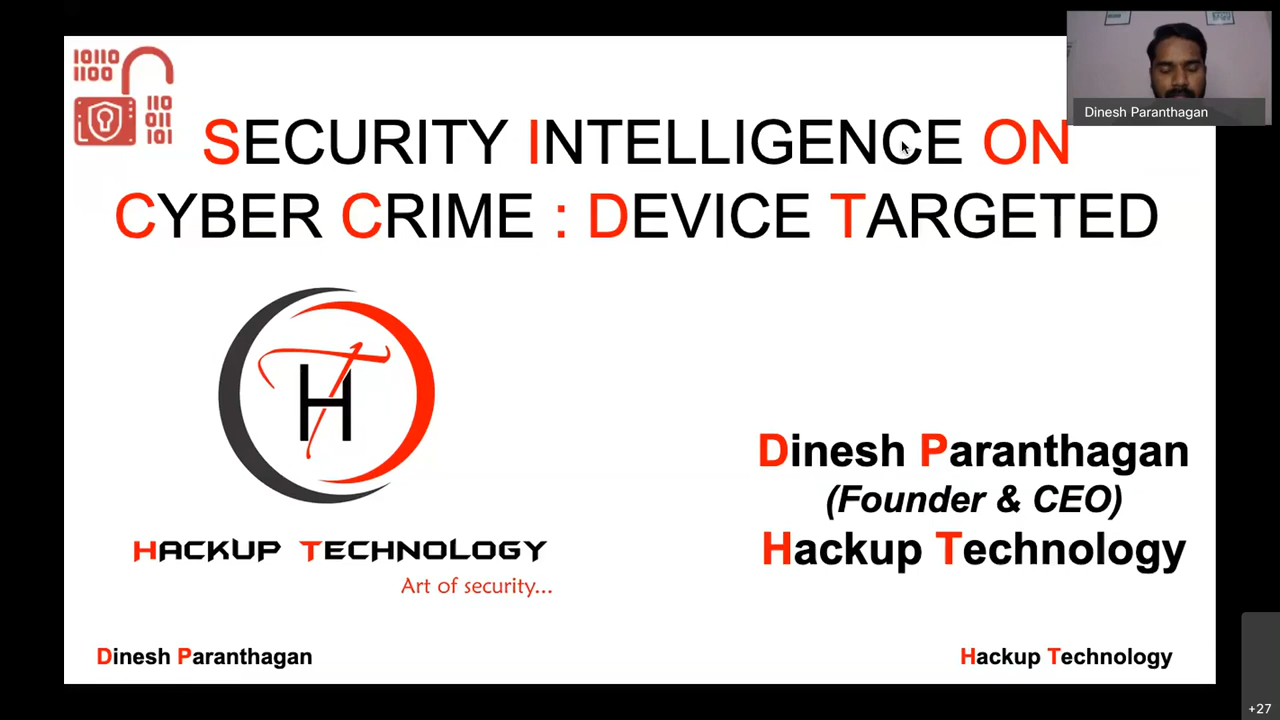 10110
1100
110
011
101
Dinesh Paranthagan
SECURITY INTELLIGENCE ON
CYBER CRIME : DEVICE TARGETED
HT
HACKUP TECHNOLOGY
Art of security...
Dinesh Paranthagan
(Founder & CEO)
Hackup Technology
Dinesh Paranthagan
Hackup Technology
+27